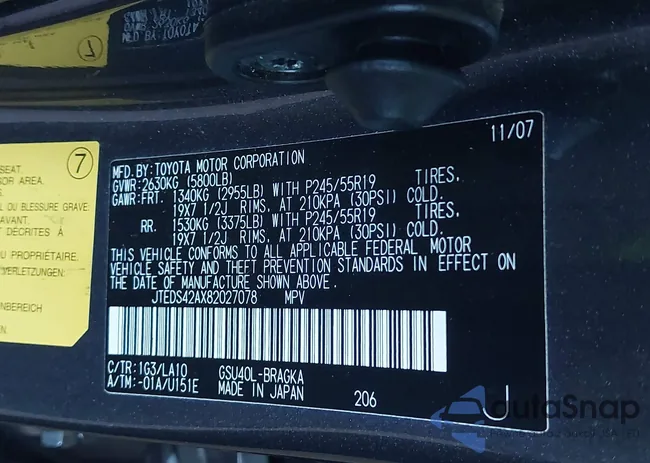 7
7
SEAT.
SOR AREA.
OU BLESSURE GRAVE:
AVANT.
T DÉCRITES À
U PROPRIÉTAIRE.
VERLETZUNGEN:
NBEREICH
11/07
MFD.BY:TOYOTA MOTOR CORPORATION
GVWR:2630KG (5800LB)
GAWR:FRT. 1340KG (2955LB) WITH P245/55R19 TIRES,
19X7 1/2J RIMS, AT 210KPA (30PSI) COLD.
RR. 1530KG (3375LB) WITH P245/55R19 TIRES,
19X7 1/2J RIMS, AT 210KPA (30PSI) COLD.
THIS VEHICLE CONFORMS TO ALL APPLICABLE FEDERAL MOTOR
VEHICLE SAFETY AND THEFT PREVENTION STANDARDS IN EFFECT ON
THE DATE OF MANUFACTURE SHOWN ABOVE.
JTEDS42AX82027078 MPV
C/TR:1G3/LA10 GSU40L-BRAGKA
A/TM:-01A/U151E MADE IN JAPAN 206
J
autoSnap